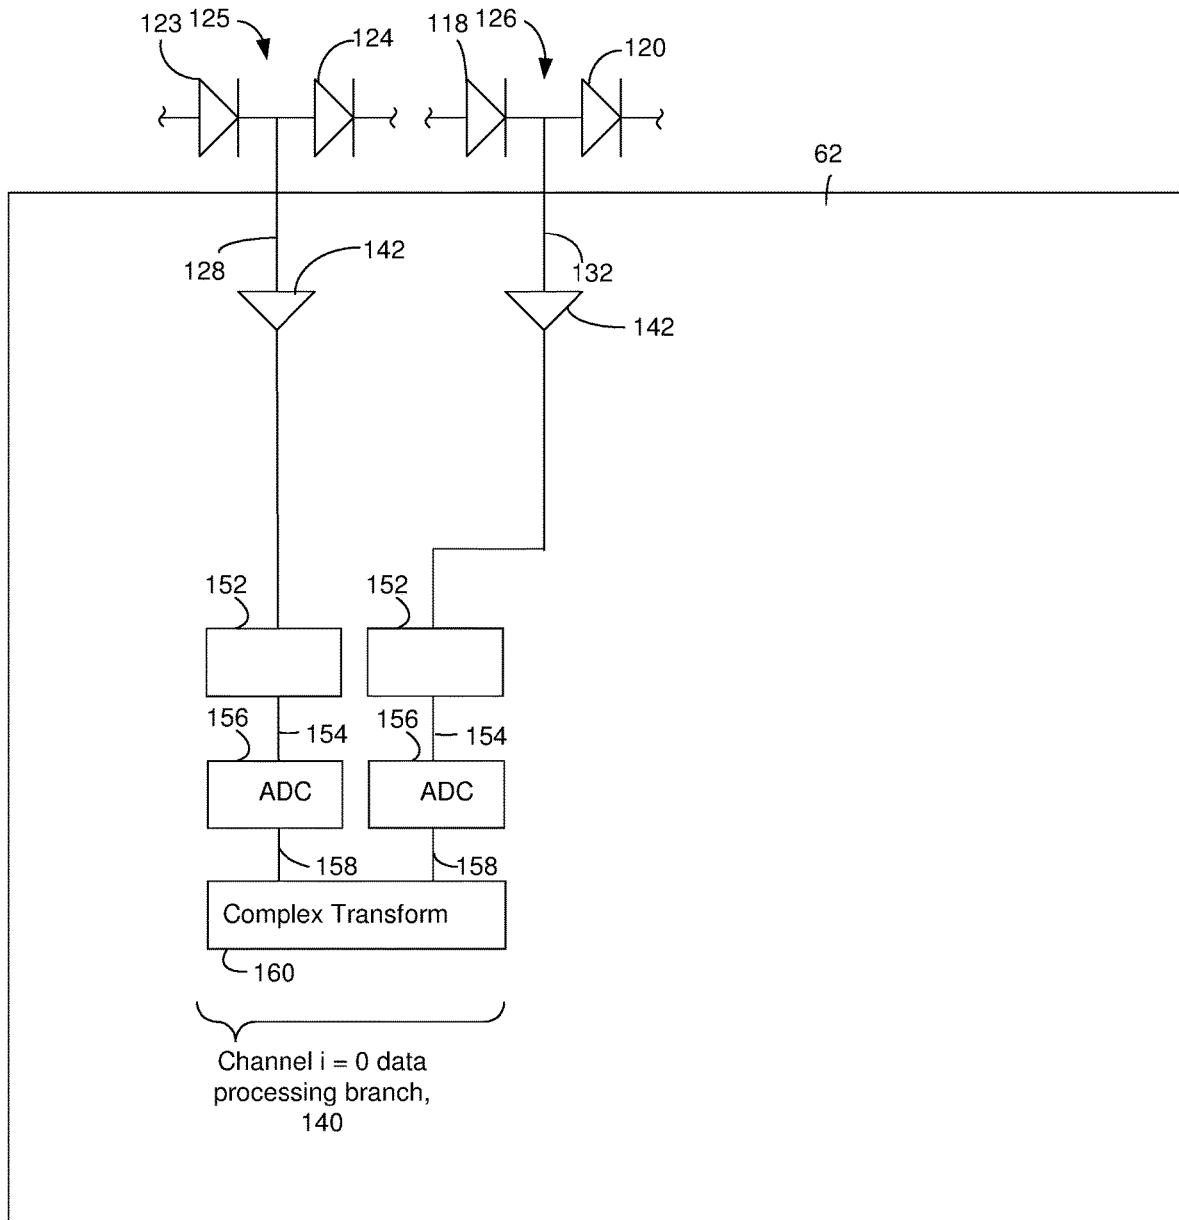 123 125 124 118 126 120
62
128 142 132 142
152 152
156 154 156 154
ADC ADC
158 158
Complex Transform
160
Channel i = 0 data
processing branch,
140